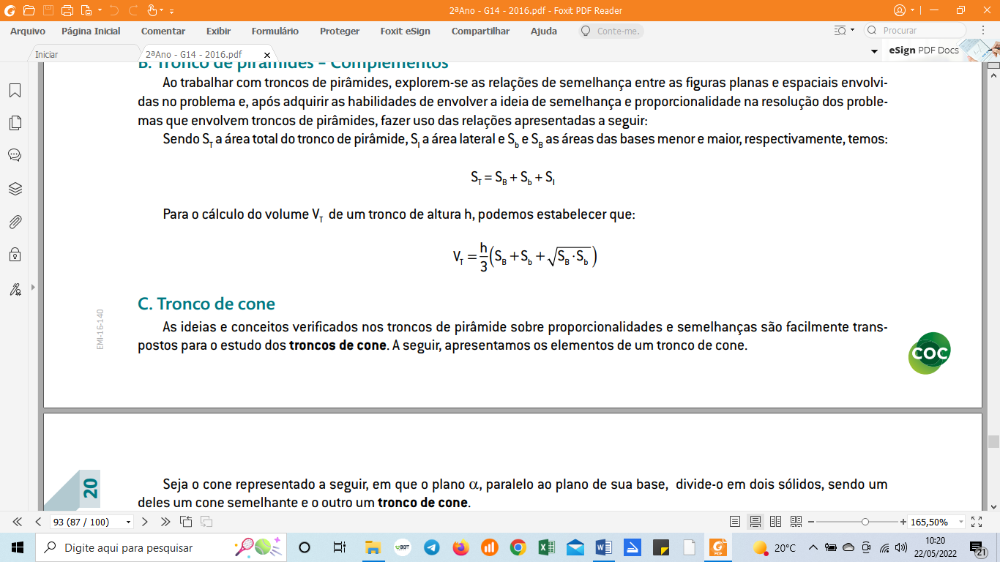 2ªAno - G14 - 2016.pdf - Foxit PDF Reader
Arquivo Página Inicial Comentar Exibir Formulário Proteger Foxit eSign Compartilhar Ajuda Conte-me. Procurar
Iniciar 2ªAno - G14 - 2016.pdf eSign PDF Docs
B. Tronco de pirâmides – Complementos
Ao trabalhar com troncos de pirâmides, explorem-se as relações de semelhança entre as figuras planas e espaciais envolvi-
das no problema e, após adquirir as habilidades de envolver a ideia de semelhança e proporcionalidade na resolução dos proble-
mas que envolvem troncos de pirâmides, fazer uso das relações apresentadas a seguir:
Sendo S_T a área total do tronco de pirâmide, S_l a área lateral e S_b e S_B as áreas das bases menor e maior, respectivamente, temos:
S_T = S_B + S_b + S_l
Para o cálculo do volume V_T de um tronco de altura h, podemos estabelecer que:
V_T = h/3 (S_B + S_b + √(S_B · S_b))
C. Tronco de cone
As ideias e conceitos verificados nos troncos de pirâmide sobre proporcionalidades e semelhanças são facilmente trans-
postos para o estudo dos troncos de cone. A seguir, apresentamos os elementos de um tronco de cone.
EMI-16-140
COC
20
Seja o cone representado a seguir, em que o plano α, paralelo ao plano de sua base, divide-o em dois sólidos, sendo um
deles um cone semelhante e o outro um tronco de cone.
93 (87 / 100) 165,50%
Digite aqui para pesquisar 20°C 10:20
22/05/2022 21